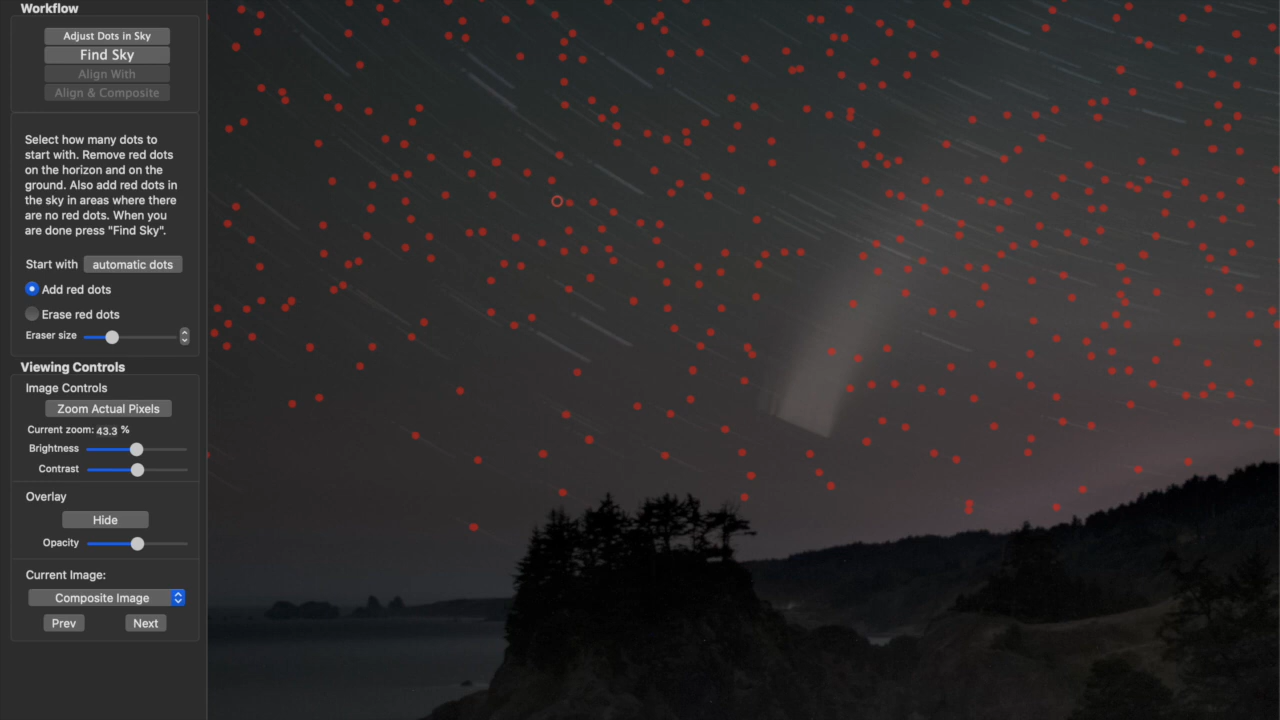 Workflow
Adjust Dots in Sky
Find Sky
Align With
Align & Composite
Select how many dots to
start with. Remove red dots
on the horizon and on the
ground. Also add red dots in
the sky in areas where there
are no red dots. When you
are done press "Find Sky".
Start with automatic dots
Add red dots
Erase red dots
Eraser size
Viewing Controls
Image Controls
Zoom Actual Pixels
Current zoom: 43.3 %
Brightness
Contrast
Overlay
Hide
Opacity
Current Image:
Composite Image
Prev Next